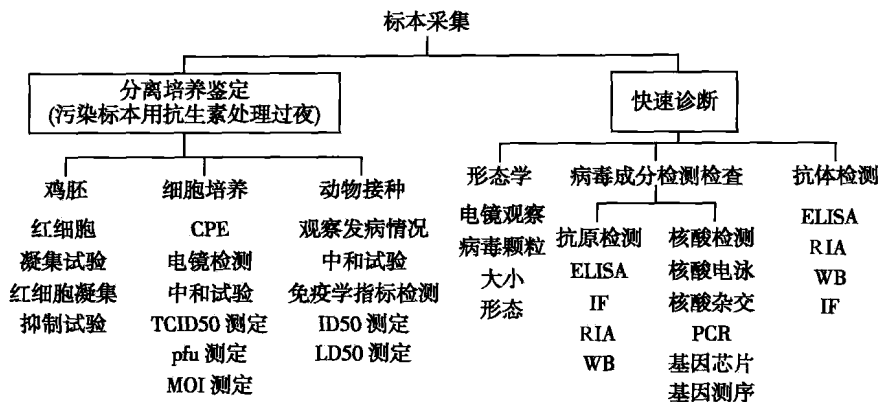 标本采集
分离培养鉴定
(污染标本用抗生素处理过夜)
快速诊断
鸡胚
红细胞
凝集试验
红细胞凝集
抑制试验
细胞培养
CPE
电镜检测
中和试验
TCID50 测定
pfu 测定
MOI 测定
动物接种
观察发病情况
中和试验
免疫学指标检测
ID50 测定
LD50 测定
形态学
电镜观察
病毒颗粒
大小
形态
病毒成分检测检查
抗原检测
ELISA
IF
RIA
WB
核酸检测
核酸电泳
核酸杂交
PCR
基因芯片
基因测序
抗体检测
ELISA
RIA
WB
IF